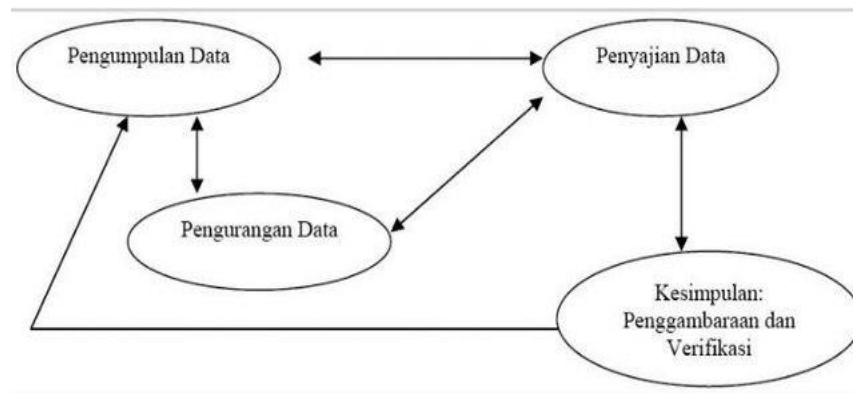 Pengumpulan Data
Penyajian Data
Pengurangan Data
Kesimpulan:
Penggambaraan dan
Verifikasi